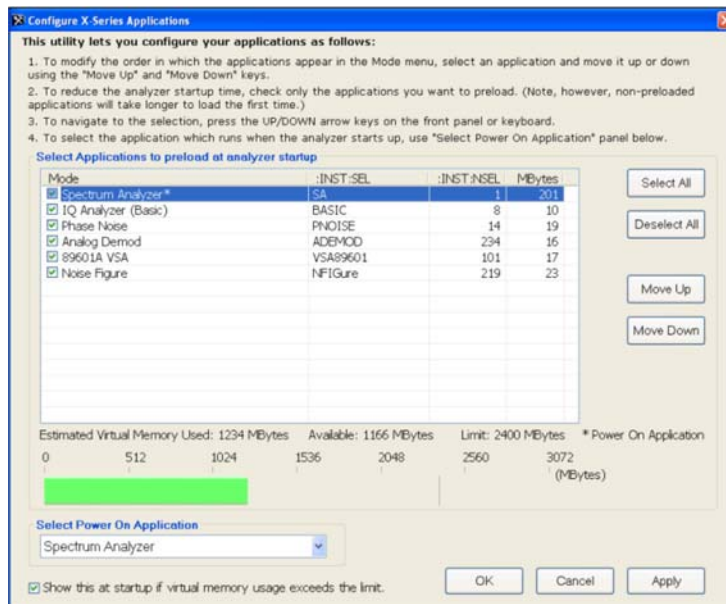 Configure X-Series Applications
This utility lets you configure your applications as follows:
1. To modify the order in which the applications appear in the Mode menu, select an application and move it up or down
using the "Move Up" and "Move Down" keys.
2. To reduce the analyzer startup time, check only the applications you want to preload. (Note, however, non-preloaded
applications will take longer to load the first time.)
3. To navigate to the selection, press the UP/DOWN arrow keys on the front panel or keyboard.
4. To select the application which runs when the analyzer starts up, use "Select Power On Application" panel below.
Select Applications to preload at analyzer startup
Mode :INST:SEL :INST:NSEL MBytes
Spectrum Analyzer* SA 1 201
IQ Analyzer (Basic) BASIC 8 10
Phase Noise PNOISE 14 19
Analog Demod ADEMOD 234 16
89601A VSA VSA89601 101 17
Noise Figure NFIGure 219 23
Select All
Deselect All
Move Up
Move Down
Estimated Virtual Memory Used: 1234 MBytes Available: 1166 MBytes Limit: 2400 MBytes * Power On Application
0 512 1024 1536 2048 2560 3072
(MBytes)
Select Power On Application
Spectrum Analyzer
Show this at startup if virtual memory usage exceeds the limit.
OK Cancel Apply